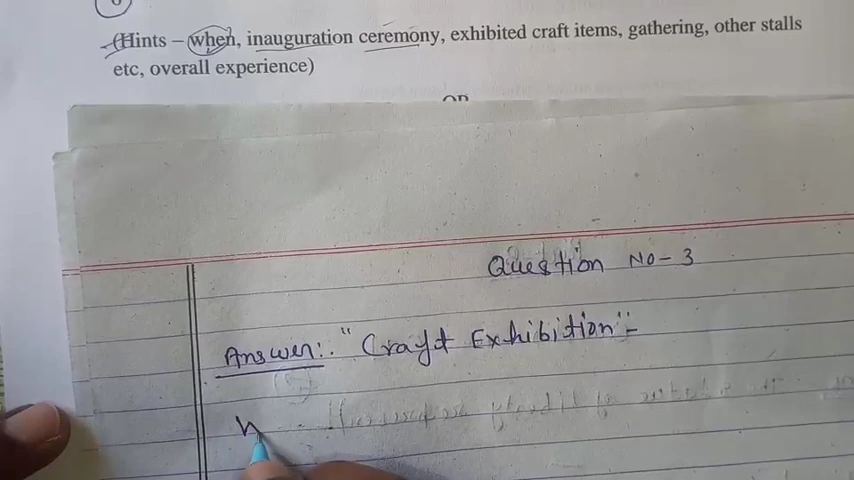 (Hints – when, inauguration ceremony, exhibited craft items, gathering, other stalls
etc, overall experience)
OR
Question No-3
Answer:. "Craft Exhibition":-